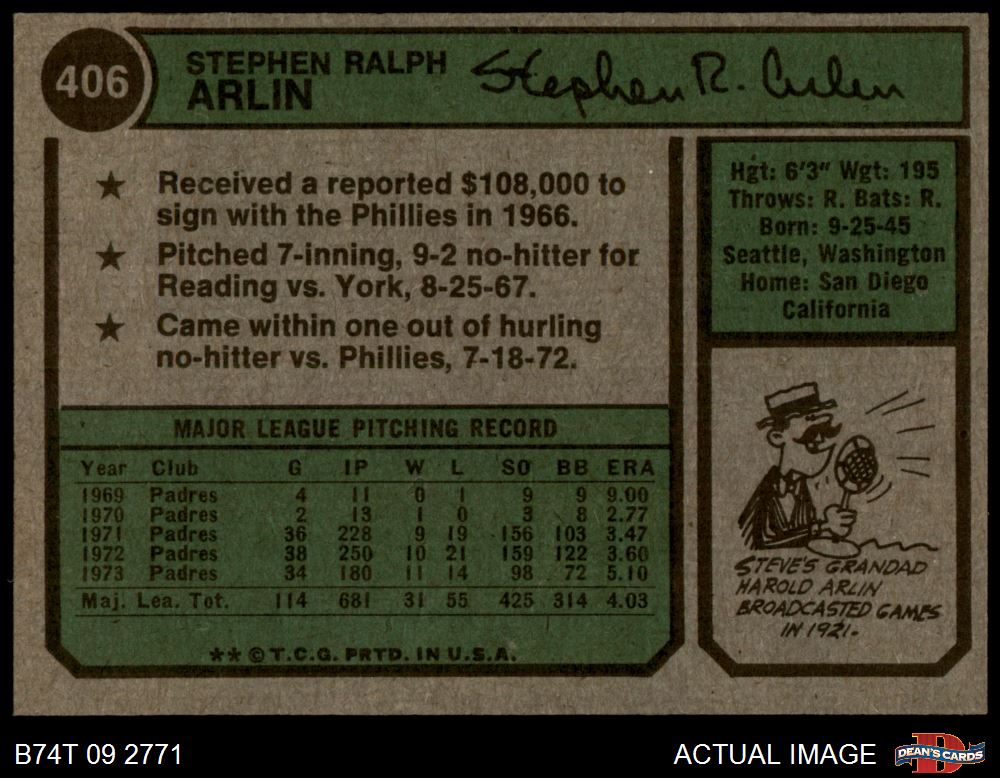 406
STEPHEN RALPH
ARLIN
Stephen R. Arlin
★ Received a reported $108,000 to
sign with the Phillies in 1966.
★ Pitched 7-inning, 9-2 no-hitter for
Reading vs. York, 8-25-67.
★ Came within one out of hurling
no-hitter vs. Phillies, 7-18-72.
Hgt: 6'3" Wgt: 195
Throws: R. Bats: R.
Born: 9-25-45
Seattle, Washington
Home: San Diego
California
MAJOR LEAGUE PITCHING RECORD
Year Club G IP W L SO BB ERA
1969 Padres 4 11 0 1 9 9 9.00
1970 Padres 2 13 1 0 3 8 2.77
1971 Padres 36 228 9 19 156 103 3.47
1972 Padres 38 250 10 21 159 122 3.60
1973 Padres 34 180 11 14 98 72 5.10
Maj. Lea. Tot. 114 681 31 55 425 314 4.03
** © T.C.G. PRTD. IN U.S.A.
STEVE'S GRANDAD
HAROLD ARLIN
BROADCASTED GAMES
IN 1921.
B74T 09 2771
ACTUAL IMAGE
DEAN'S CARDS